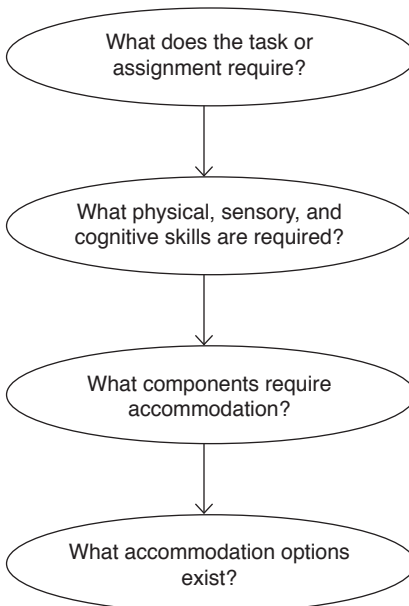 What does the task or
assignment require?
What physical, sensory, and
cognitive skills are required?
What components require
accommodation?
What accommodation options
exist?